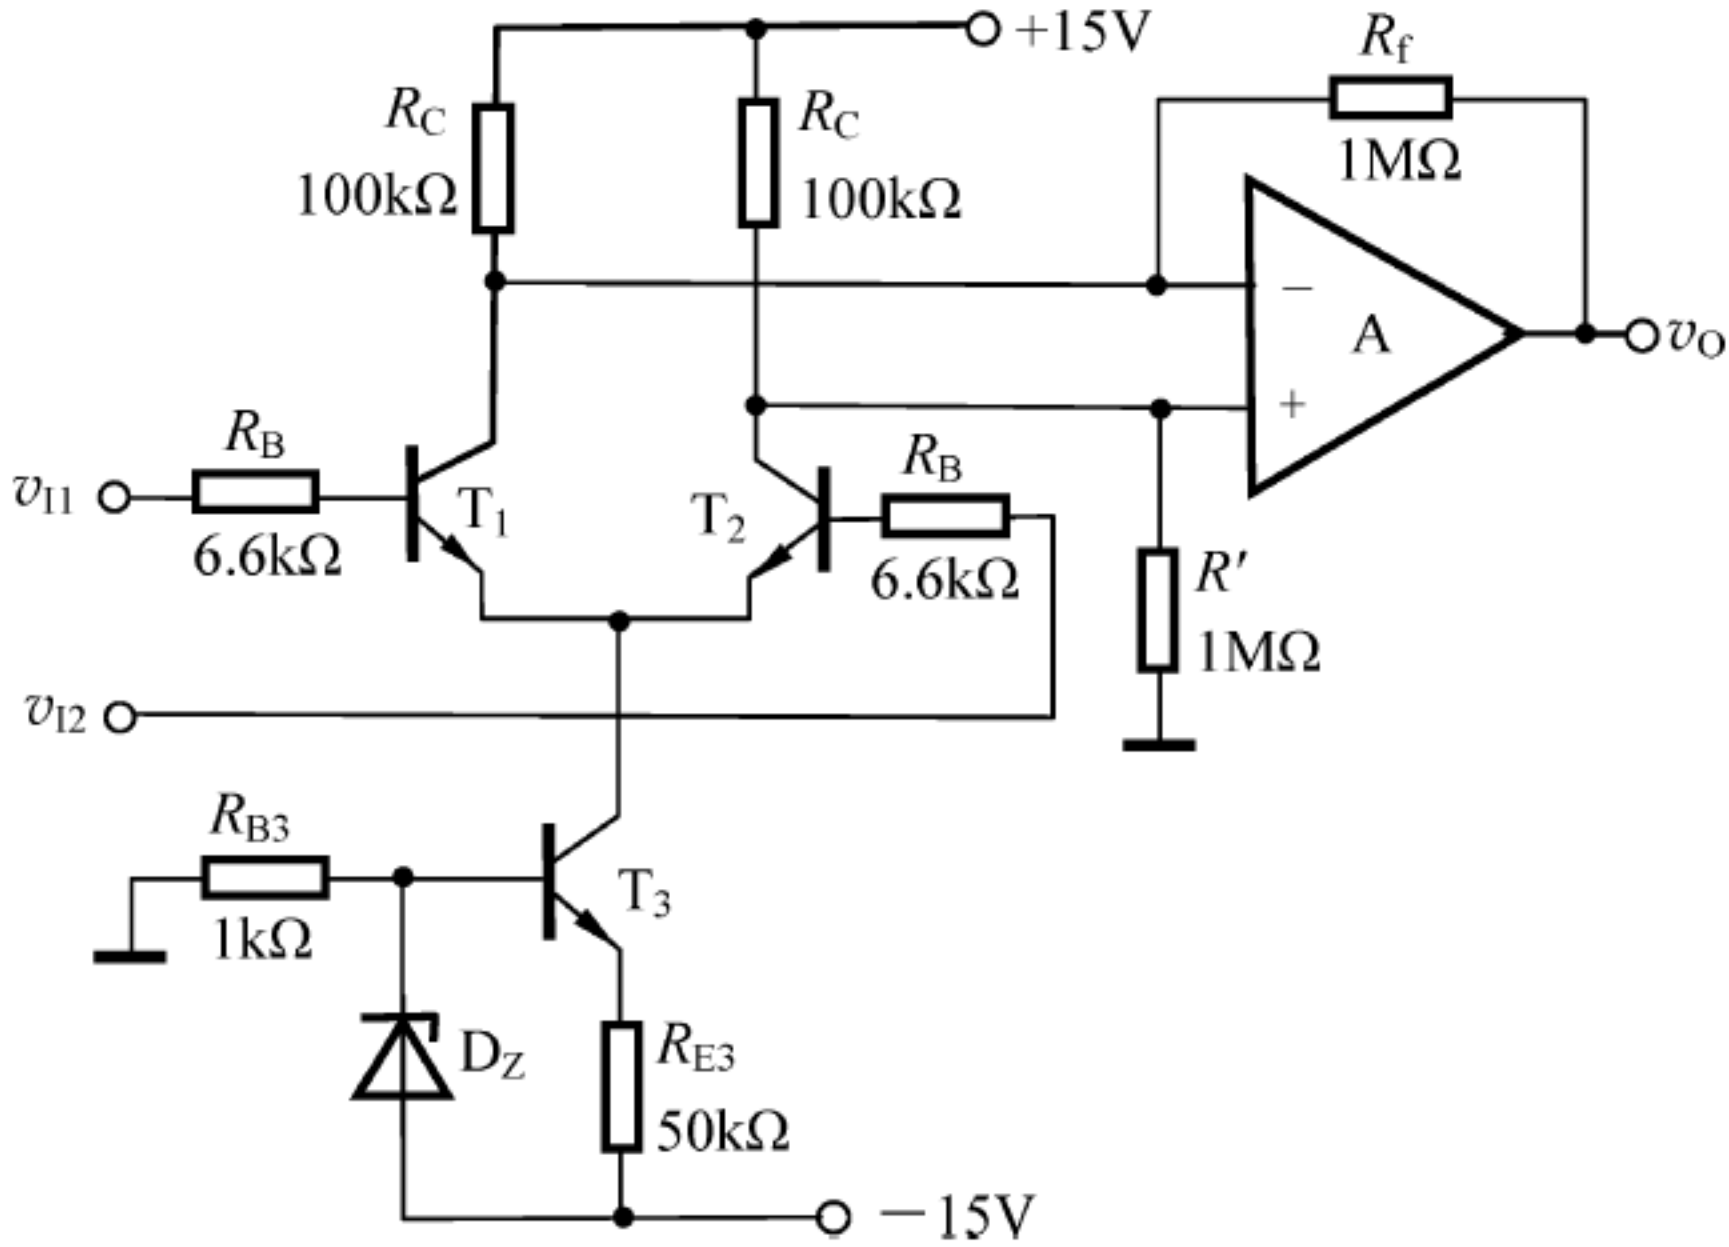 +15V
R_f
1MΩ
R_C
100kΩ
R_C
100kΩ
−
A
+
v_O
R_B
v_I1
6.6kΩ
T_1
T_2
R_B
6.6kΩ
R′
1MΩ
v_I2
R_B3
1kΩ
T_3
D_Z
R_E3
50kΩ
−15V